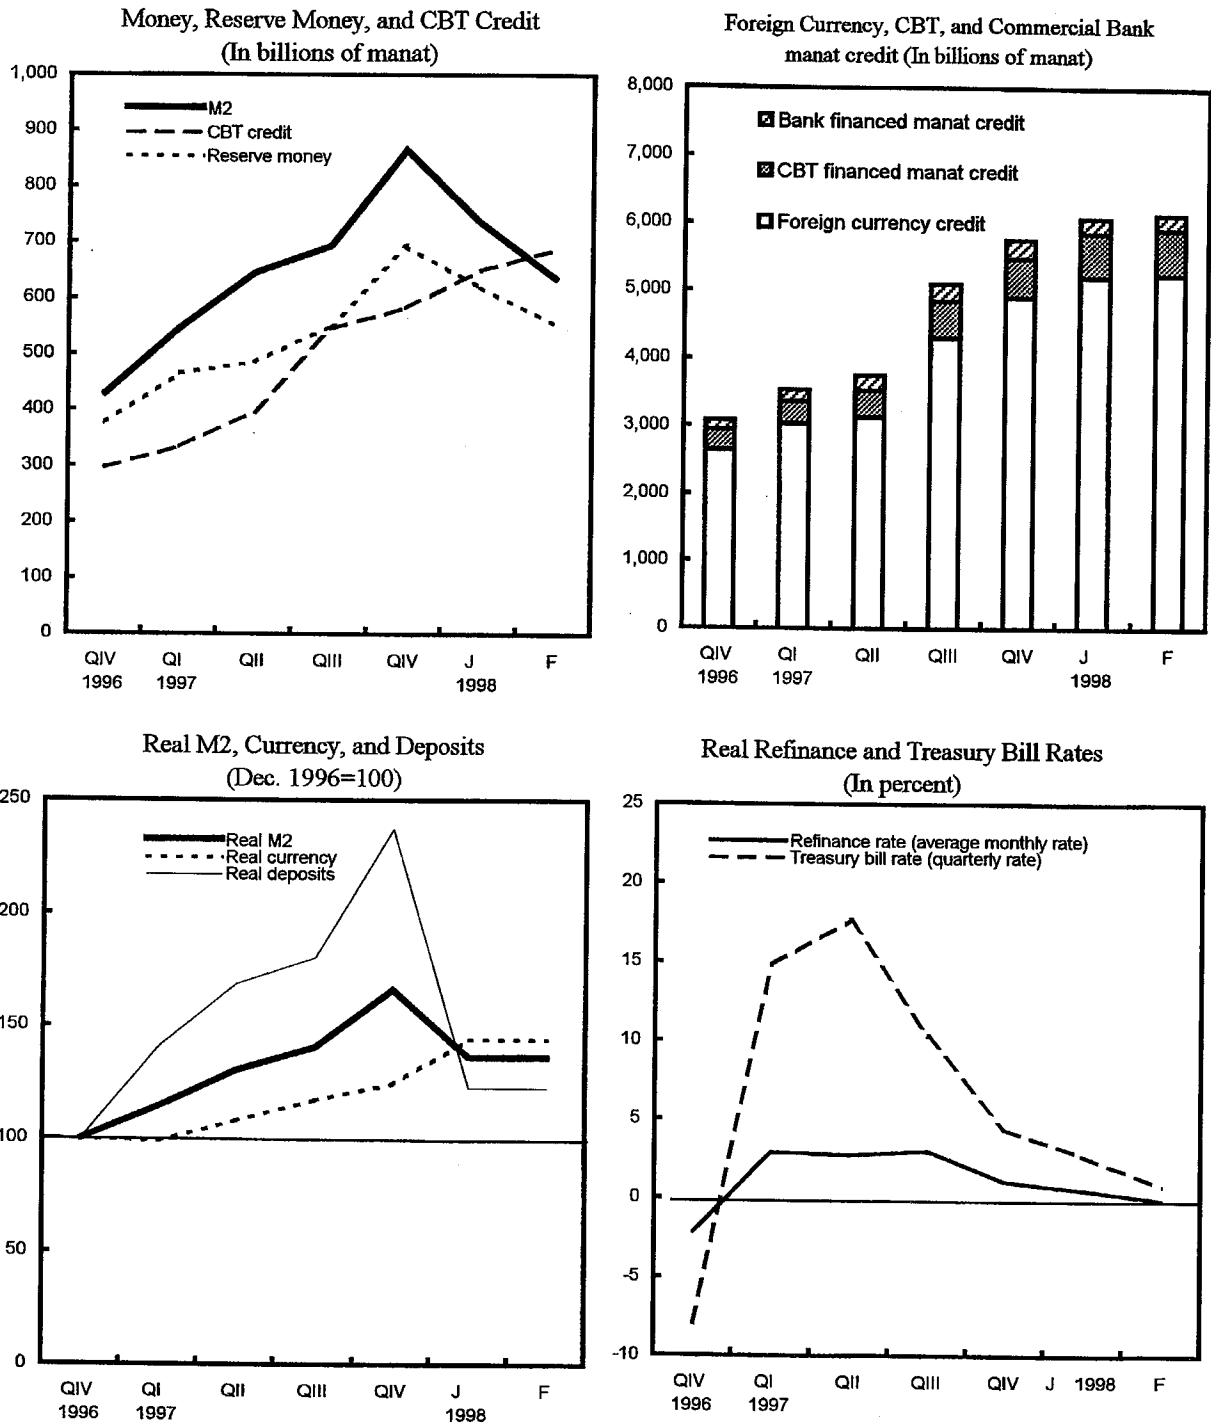 Money, Reserve Money, and CBT Credit
(In billions of manat)
1,000
900
800
700
600
500
400
300
200
100
0
M2
CBT credit
Reserve money
QIV QI QII QIII QIV J F
1996 1997 1998
Foreign Currency, CBT, and Commercial Bank
manat credit (In billions of manat)
8,000
7,000
6,000
5,000
4,000
3,000
2,000
1,000
0
Bank financed manat credit
CBT financed manat credit
Foreign currency credit
QIV QI QII QIII QIV J F
1996 1997 1998
Real M2, Currency, and Deposits
(Dec. 1996=100)
250
200
150
100
50
0
Real M2
Real currency
Real deposits
QIV QI QII QIII QIV J F
1996 1997 1998
Real Refinance and Treasury Bill Rates
(In percent)
25
20
15
10
5
0
-5
-10
Refinance rate (average monthly rate)
Treasury bill rate (quarterly rate)
QIV QI QII QIII QIV J 1998 F
1996 1997